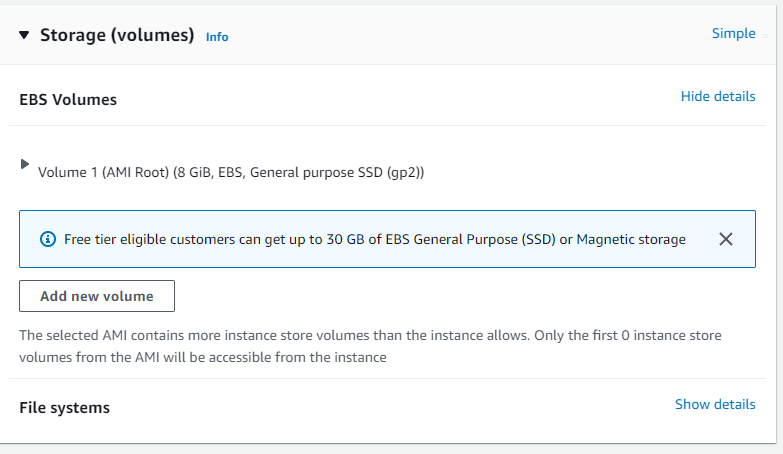 Storage (volumes) Info Simple
EBS Volumes Hide details
Volume 1 (AMI Root) (8 GiB, EBS, General purpose SSD (gp2))
Free tier eligible customers can get up to 30 GB of EBS General Purpose (SSD) or Magnetic storage
Add new volume
The selected AMI contains more instance store volumes than the instance allows. Only the first 0 instance store
volumes from the AMI will be accessible from the instance
File systems Show details